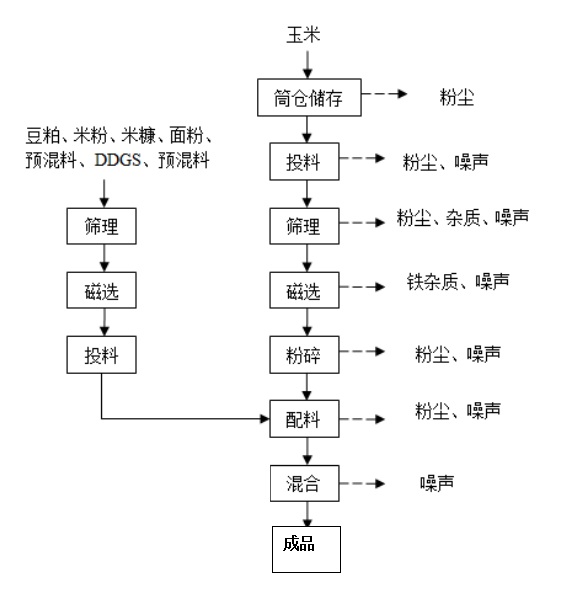 玉米
筒仓储存
粉尘
豆粕、米粉、米糠、面粉、
预混料、DDGS、预混料
投料
粉尘、噪声
筛理
筛理
粉尘、杂质、噪声
磁选
磁选
铁杂质、噪声
投料
粉碎
粉尘、噪声
配料
粉尘、噪声
混合
噪声
成品